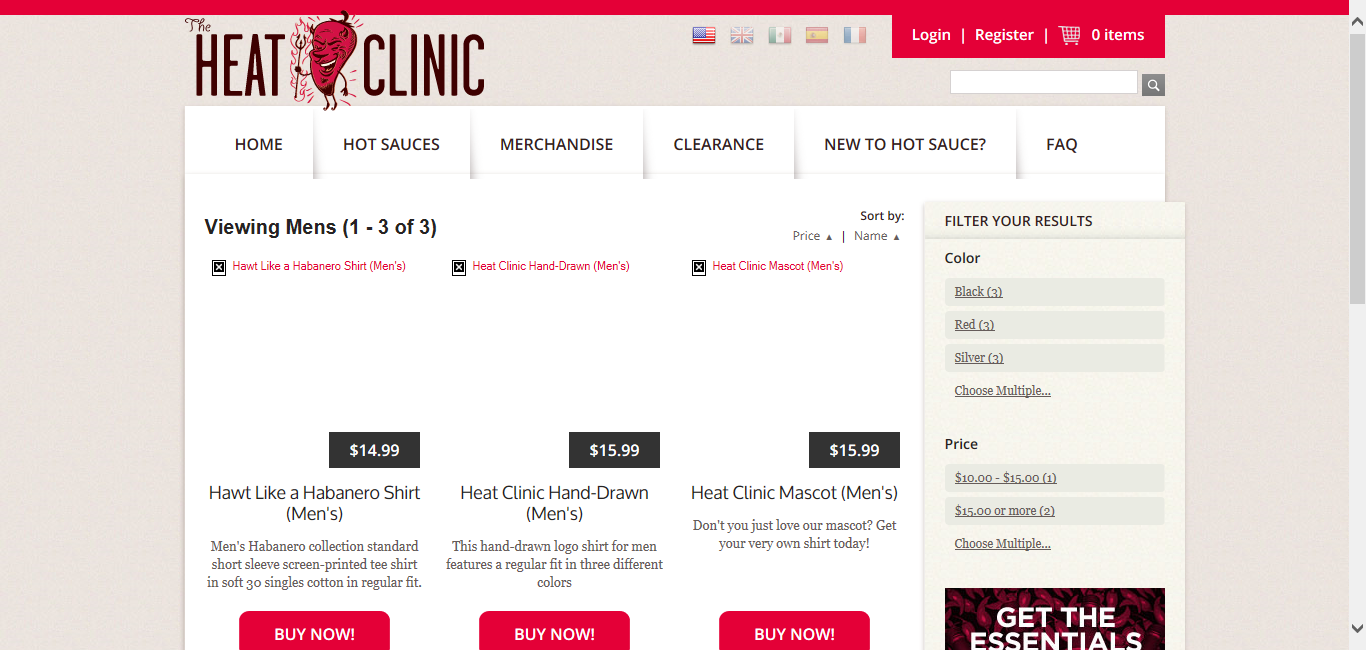 The
HEAT CLINIC
Login | Register | 0 items
HOME HOT SAUCES MERCHANDISE CLEARANCE NEW TO HOT SAUCE? FAQ
Viewing Mens (1 - 3 of 3)
Sort by:
Price ▲ | Name ▲
Hawt Like a Habanero Shirt (Men's)
$14.99
Hawt Like a Habanero Shirt
(Men's)
Men's Habanero collection standard
short sleeve screen-printed tee shirt
in soft 30 singles cotton in regular fit.
BUY NOW!
Heat Clinic Hand-Drawn (Men's)
$15.99
Heat Clinic Hand-Drawn
(Men's)
This hand-drawn logo shirt for men
features a regular fit in three different
colors
BUY NOW!
Heat Clinic Mascot (Men's)
$15.99
Heat Clinic Mascot (Men's)
Don't you just love our mascot? Get
your very own shirt today!
BUY NOW!
FILTER YOUR RESULTS
Color
Black (3)
Red (3)
Silver (3)
Choose Multiple...
Price
$10.00 - $15.00 (1)
$15.00 or more (2)
Choose Multiple...
GET THE
ESSENTIALS